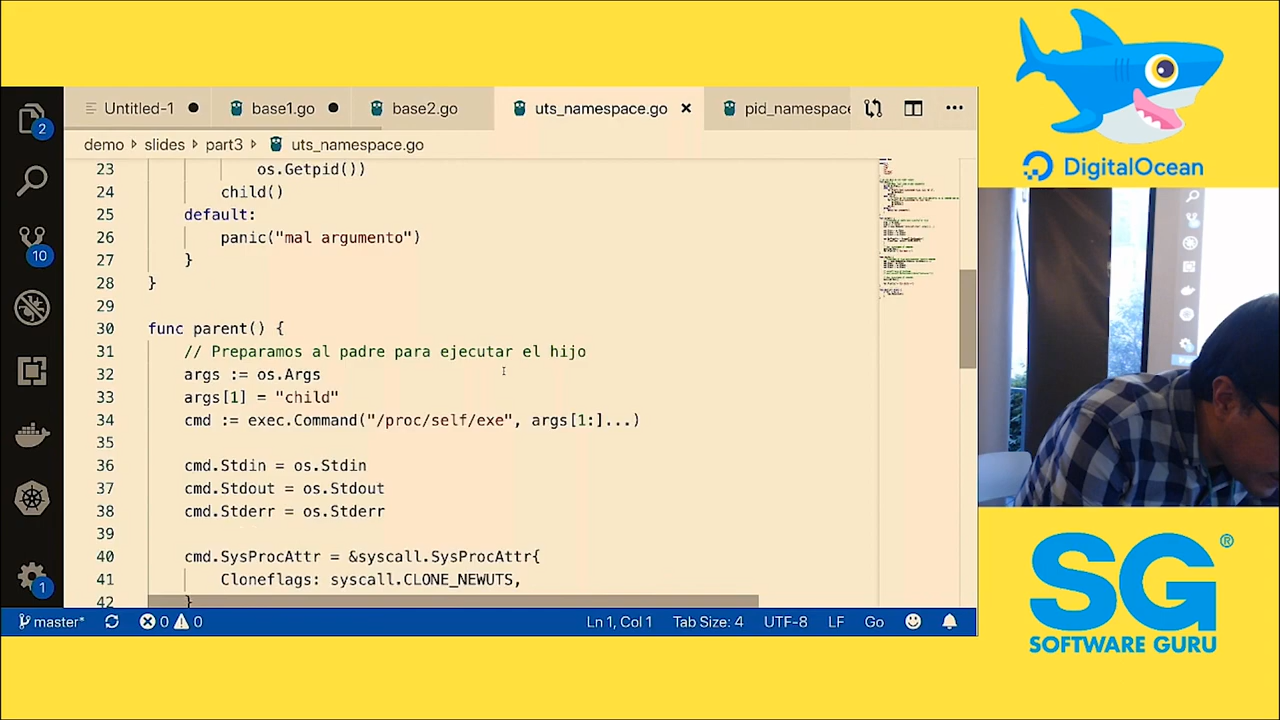 Untitled-1
base1.go
base2.go
uts_namespace.go
pid_namespace
demo
slides
part3
uts_namespace.go
23 os.Getpid())
24 child()
25 default:
26 panic("mal argumento")
27 }
28 }
29
30 func parent() {
31 // Preparamos al padre para ejecutar el hijo
32 args := os.Args
33 args[1] = "child"
34 cmd := exec.Command("/proc/self/exe", args[1:]...)
35
36 cmd.Stdin = os.Stdin
37 cmd.Stdout = os.Stdout
38 cmd.Stderr = os.Stderr
39
40 cmd.SysProcAttr = &syscall.SysProcAttr{
41 Cloneflags: syscall.CLONE_NEWUTS,
42 }
2
10
1
master* 0 0 Ln 1, Col 1 Tab Size: 4 UTF-8 LF Go
DigitalOcean
SG®
SOFTWARE GURU